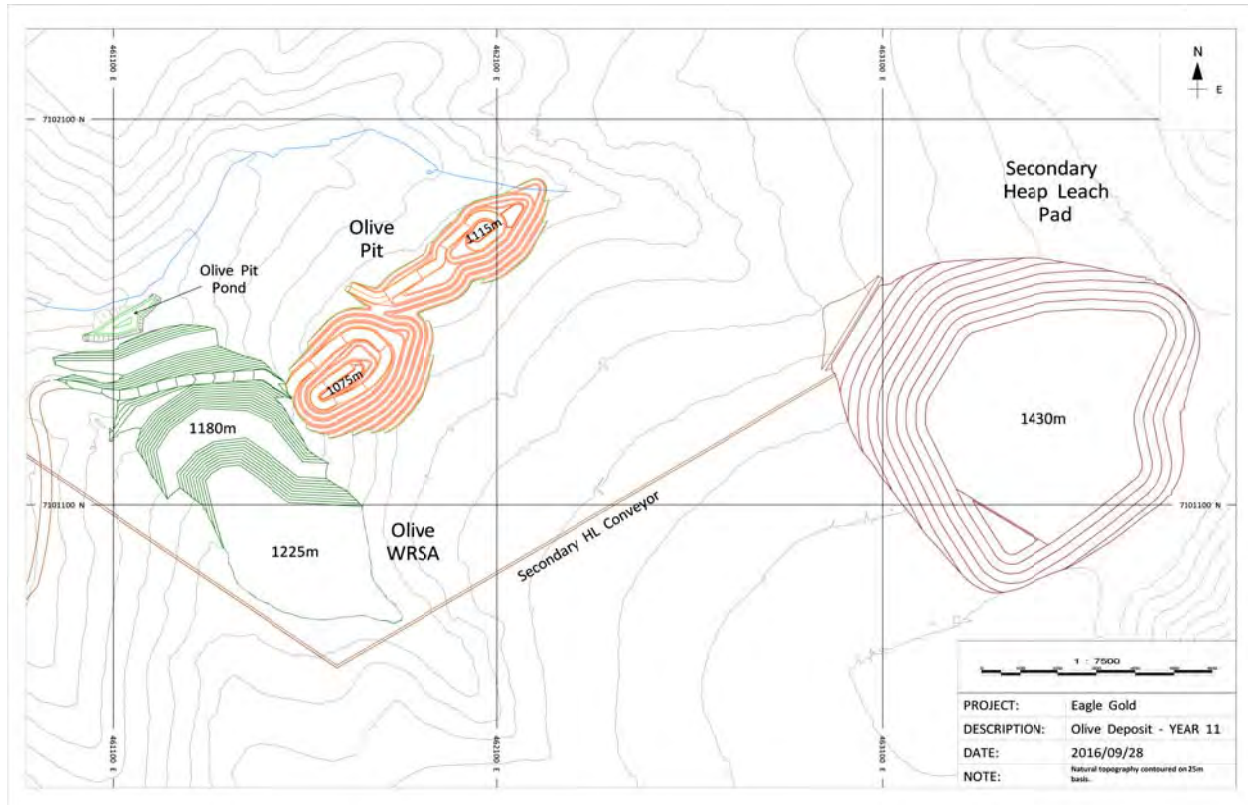 461100 E
462100 E
463100 E
N
E
7102100 N
7102100 N
Secondary
Heap Leach
Pad
Olive
Pit
1115m
Olive Pit
Pond
1075m
1180m
1430m
7101100 N
7101100 N
Olive
WRSA
1225m
Secondary HL Conveyor
461100 E
462100 E
463100 E
1 : 7500
PROJECT: Eagle Gold
DESCRIPTION: Olive Deposit - YEAR 11
DATE: 2016/09/28
NOTE: Natural topography contoured on 25m
basis.